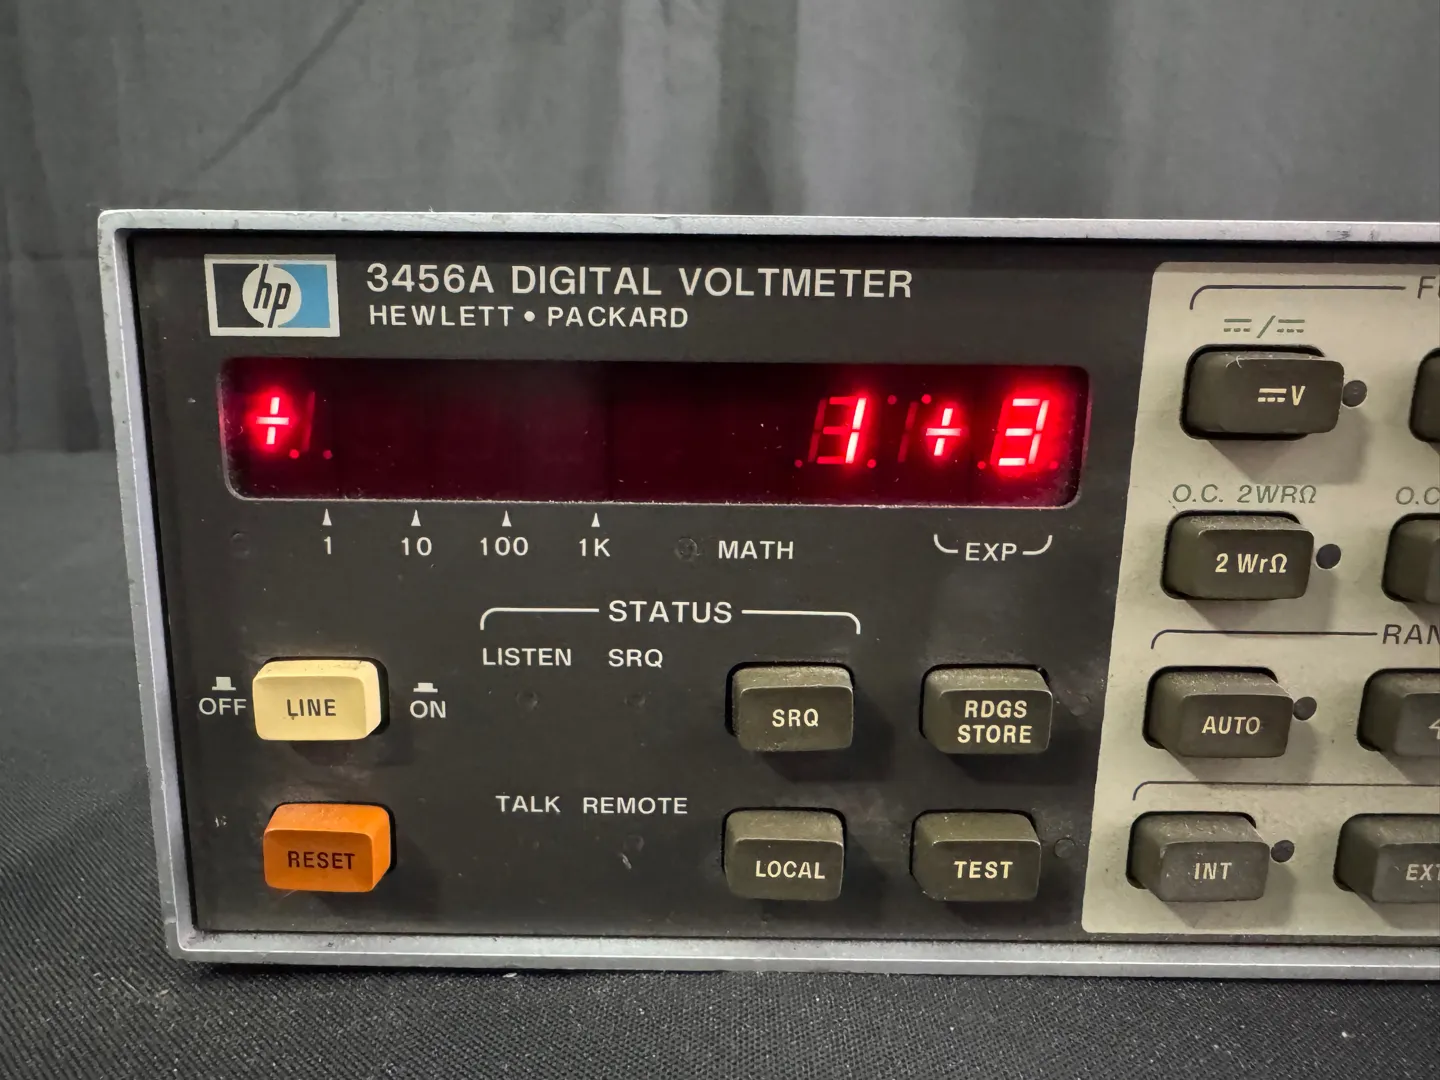 hp
3456A DIGITAL VOLTMETER
HEWLETT • PACKARD
1 10 100 1K MATH EXP
STATUS
LISTEN SRQ
OFF LINE ON
SRQ
RDGS
STORE
TALK REMOTE
RESET
LOCAL
TEST
V
O.C. 2WRΩ
O.C.
2 WrΩ
AUTO
INT